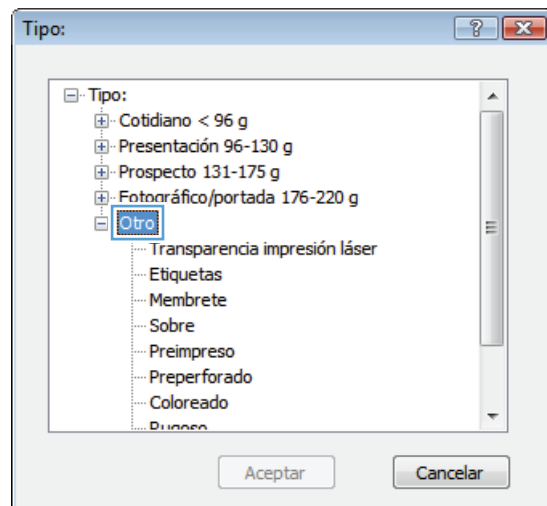 Tipo:
Tipo:
Cotidiano < 96 g
Presentación 96-130 g
Prospecto 131-175 g
Fotográfico/portada 176-220 g
Otro
Transparencia impresión láser
Etiquetas
Membrete
Sobre
Preimpreso
Preperforado
Coloreado
Rugoso
Aceptar Cancelar